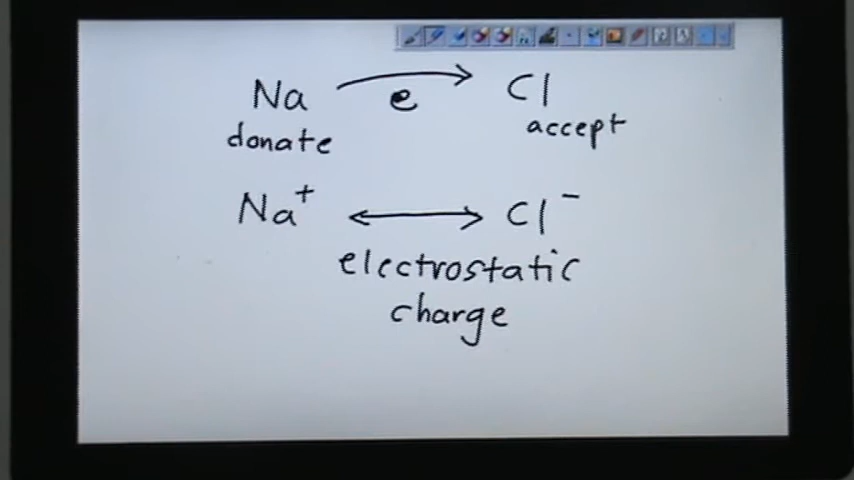 Na e Cl
donate accept
Na+ Cl-
electrostatic
charge